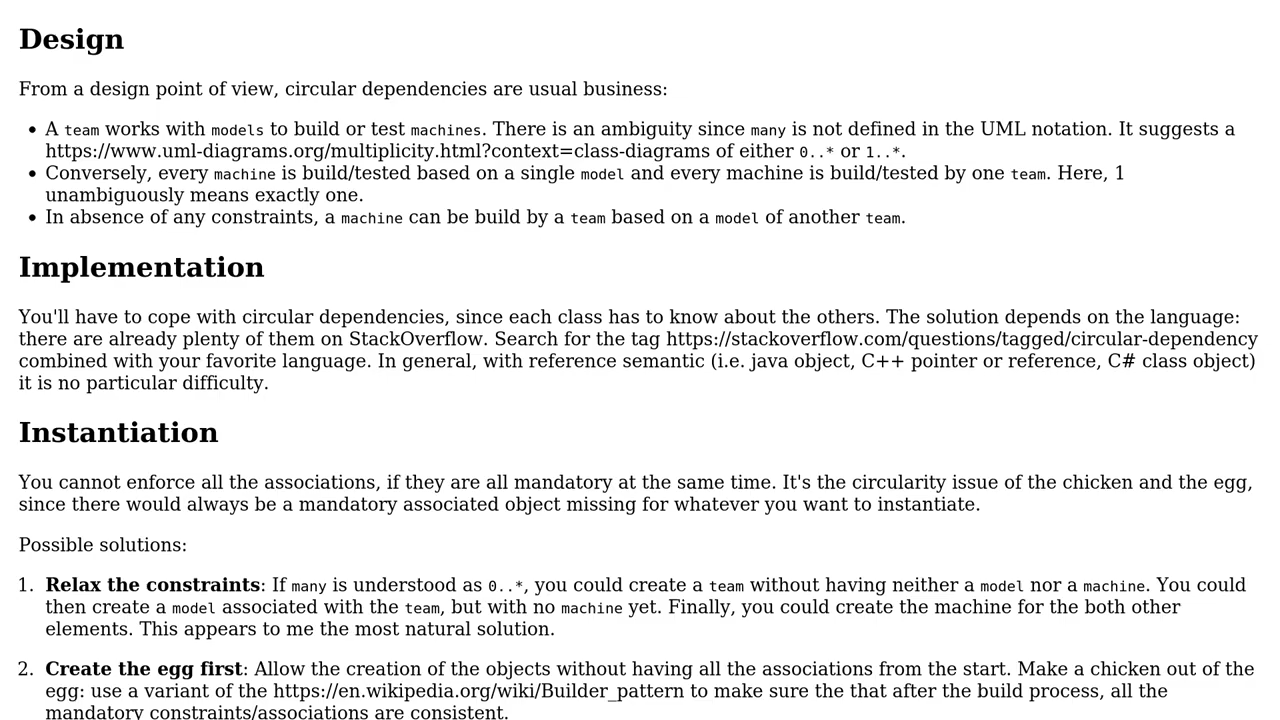 Design
From a design point of view, circular dependencies are usual business:
• A team works with models to build or test machines. There is an ambiguity since many is not defined in the UML notation. It suggests a
https://www.uml-diagrams.org/multiplicity.html?context=class-diagrams of either 0..* or 1..*.
• Conversely, every machine is build/tested based on a single model and every machine is build/tested by one team. Here, 1
unambiguously means exactly one.
• In absence of any constraints, a machine can be build by a team based on a model of another team.
Implementation
You'll have to cope with circular dependencies, since each class has to know about the others. The solution depends on the language:
there are already plenty of them on StackOverflow. Search for the tag https://stackoverflow.com/questions/tagged/circular-dependency
combined with your favorite language. In general, with reference semantic (i.e. java object, C++ pointer or reference, C# class object)
it is no particular difficulty.
Instantiation
You cannot enforce all the associations, if they are all mandatory at the same time. It's the circularity issue of the chicken and the egg,
since there would always be a mandatory associated object missing for whatever you want to instantiate.
Possible solutions:
1. Relax the constraints: If many is understood as 0..*, you could create a team without having neither a model nor a machine. You could
then create a model associated with the team, but with no machine yet. Finally, you could create the machine for the both other
elements. This appears to me the most natural solution.
2. Create the egg first: Allow the creation of the objects without having all the associations from the start. Make a chicken out of the
egg: use a variant of the https://en.wikipedia.org/wiki/Builder_pattern to make sure the that after the build process, all the
mandatory constraints/associations are consistent.